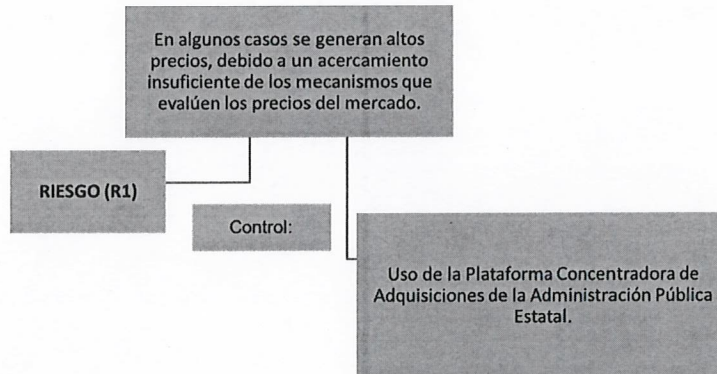 En algunos casos se generan altos
precios, debido a un acercamiento
insuficiente de los mecanismos que
evalúen los precios del mercado.
RIESGO (R1)
Control:
Uso de la Plataforma Concentradora de
Adquisiciones de la Administración Pública
Estatal.